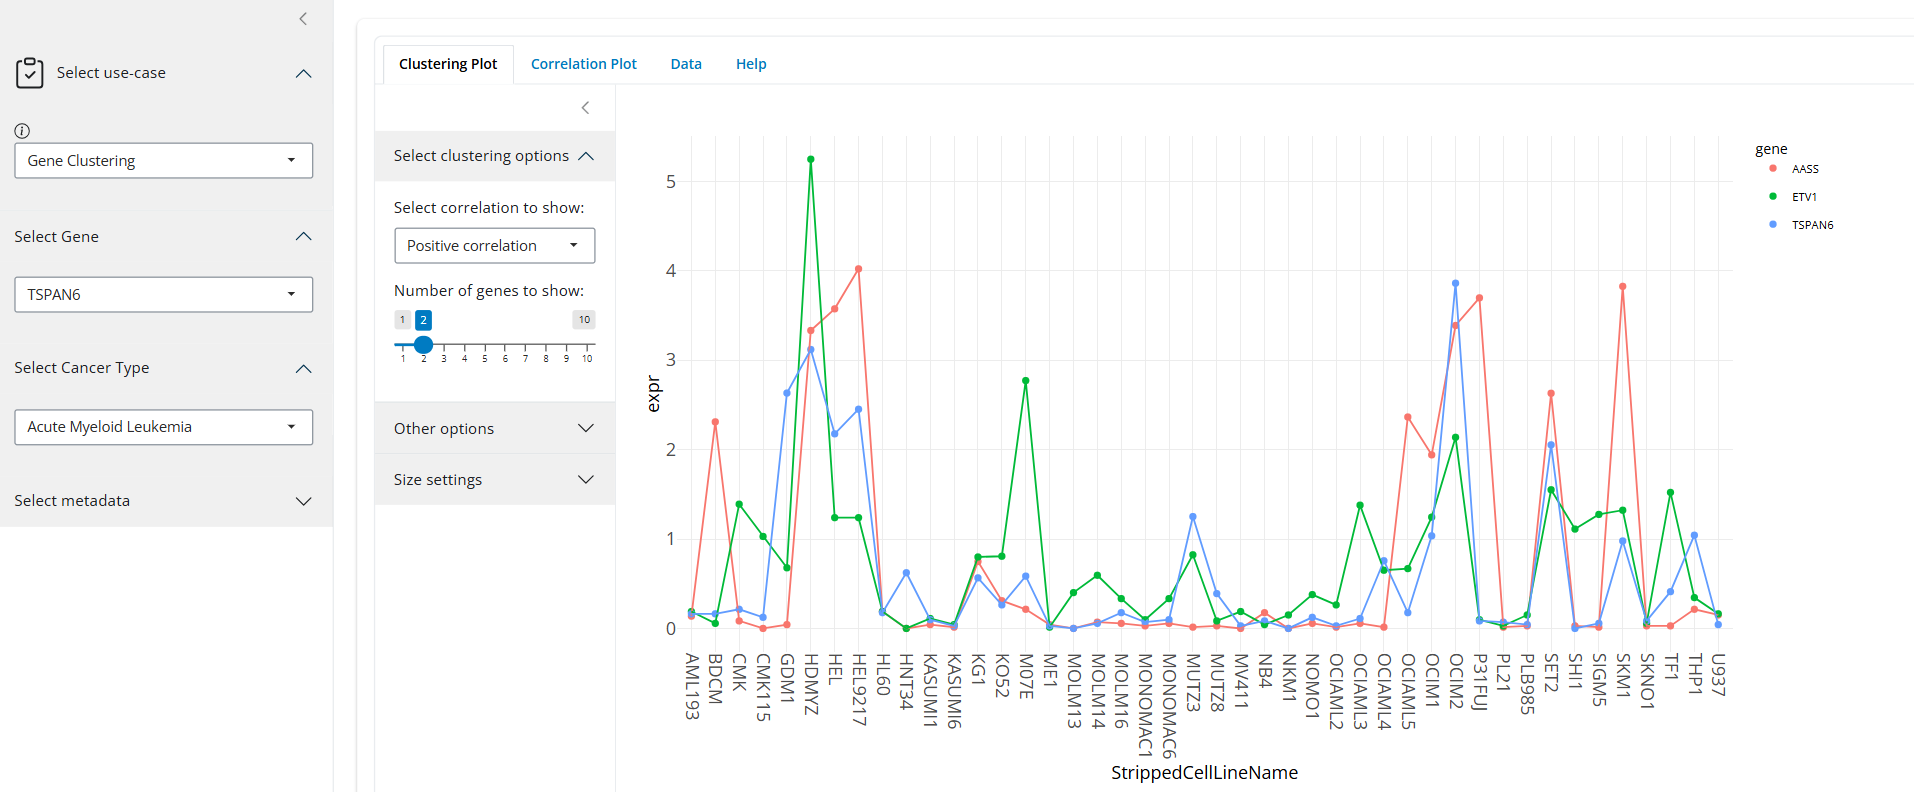 Select use-case
Gene Clustering
Select Gene
TSPAN6
Select Cancer Type
Acute Myeloid Leukemia
Select metadata
Clustering Plot Correlation Plot Data Help
Select clustering options
Select correlation to show:
Positive correlation
Number of genes to show:
1 2 10
1 2 3 4 5 6 7 8 9 10
Other options
Size settings
expr
5
4
3
2
1
0
AML193 BDCM CMK CMK115 GDM1 HDMYZ HEL HEL9217 HL60 HNT34 KASUMI1 KASUMI6 KG1 KO52 M07E ME1 MOLM13 MOLM14 MOLM16 MONOMAC1 MONOMAC6 MUTZ3 MUTZ8 MV411 NB4 NKM1 NOMO1 OCIAML2 OCIAML3 OCIAML4 OCIAML5 OCIM1 OCIM2 P31FUJ PL21 PLB985 SET2 SHI1 SIGM5 SKM1 SKNO1 TF1 THP1 U937
StrippedCellLineName
gene
AASS
ETV1
TSPAN6